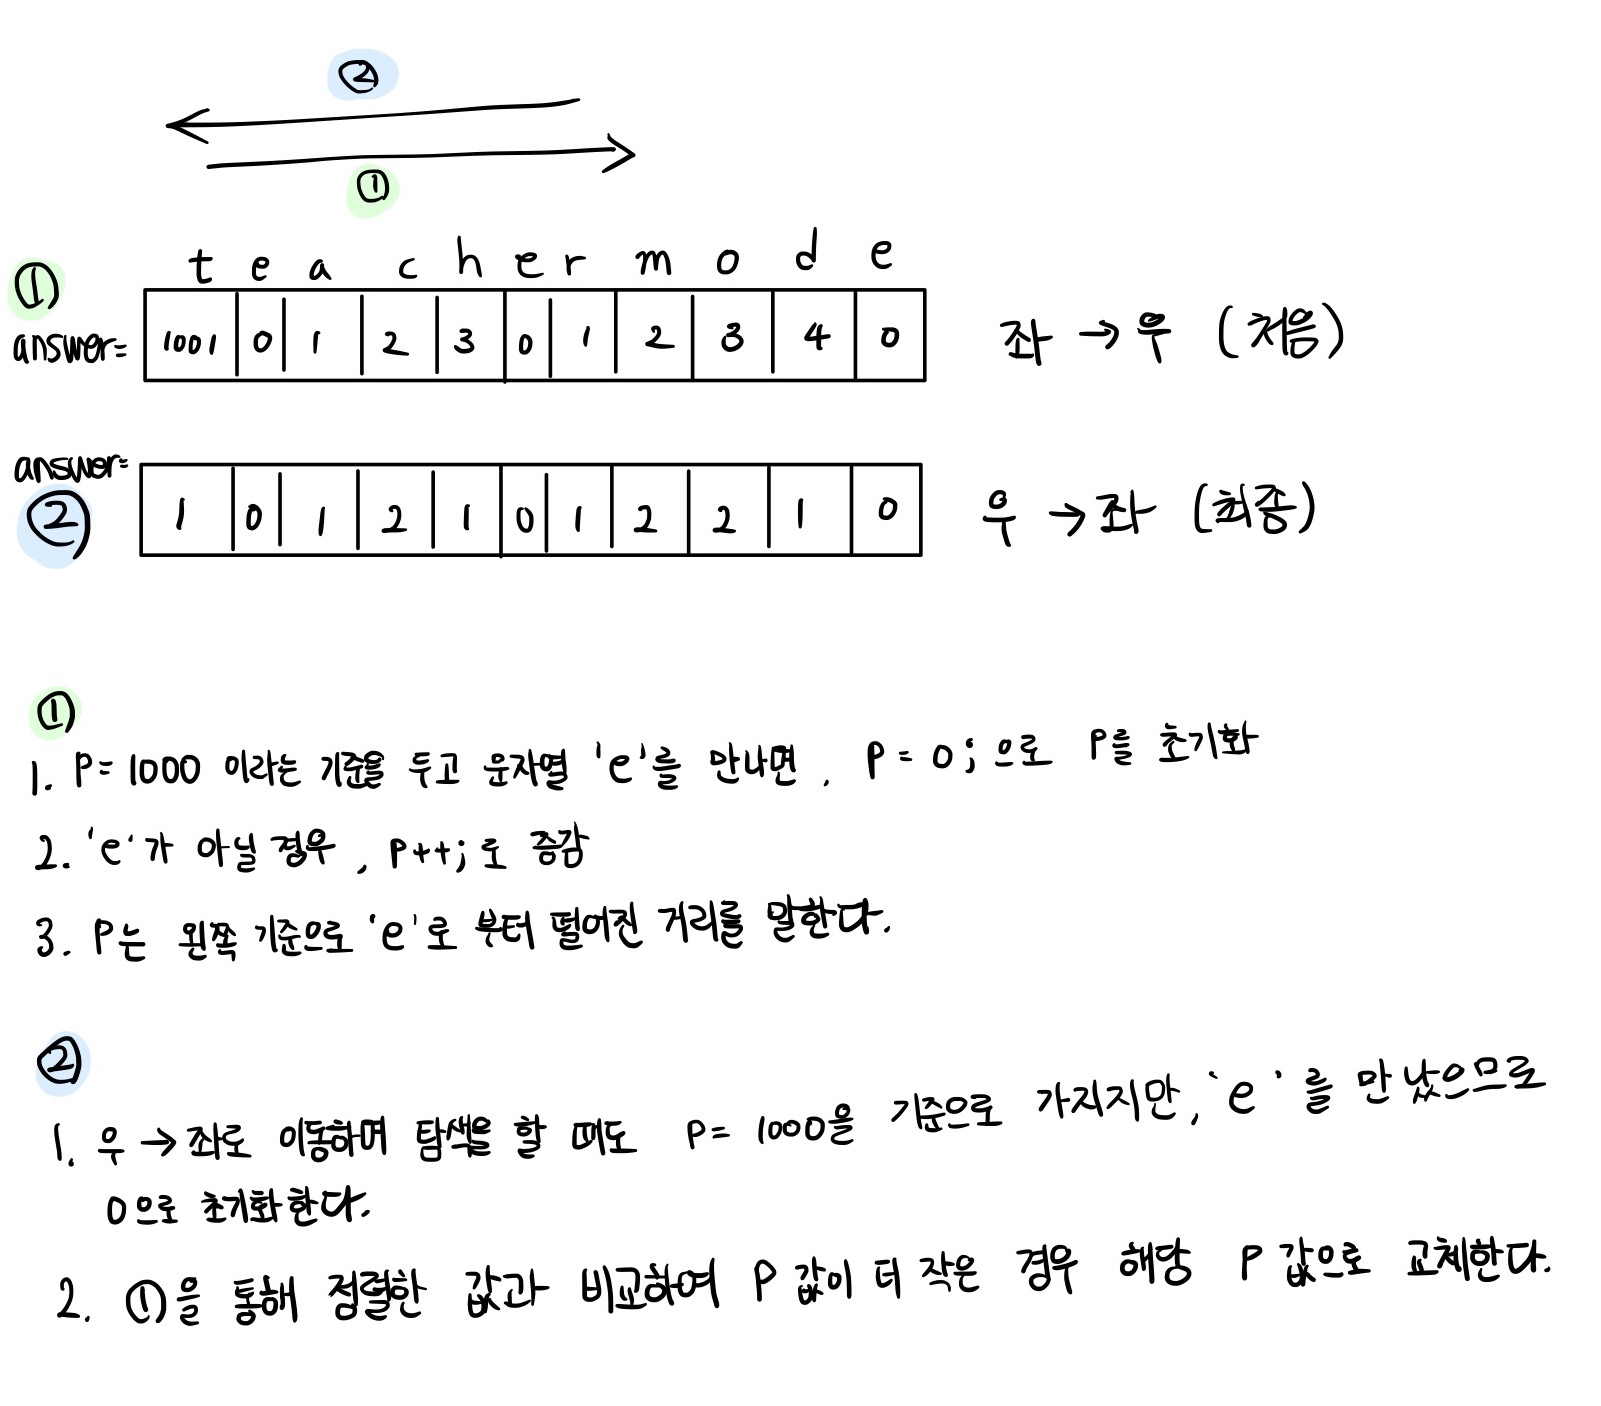 ②
①
t e a c h e r m o d e
①
answer= 1001 0 1 2 3 0 1 2 3 4 0 좌 → 우 (처음)
answer=
② 1 0 1 2 1 0 1 2 2 1 0 우 → 좌 (최종)
①
1. P = 1000 이라는 기준을 두고 문자열 'e'를 만나면, P = 0; 으로 P를 초기화
2. 'e'가 아닐 경우, P++; 로 증감
3. P는 왼쪽 기준으로 'e'로 부터 떨어진 거리를 말한다.
②
1. 우 → 좌로 이동하며 탐색을 할 때도 P = 1000을 기준으로 가지지만, 'e'를 만났으므로
0으로 초기화한다.
2. ①을 통해 정렬한 값과 비교하여 P 값이 더 작은 경우 해당 P 값으로 교체한다.